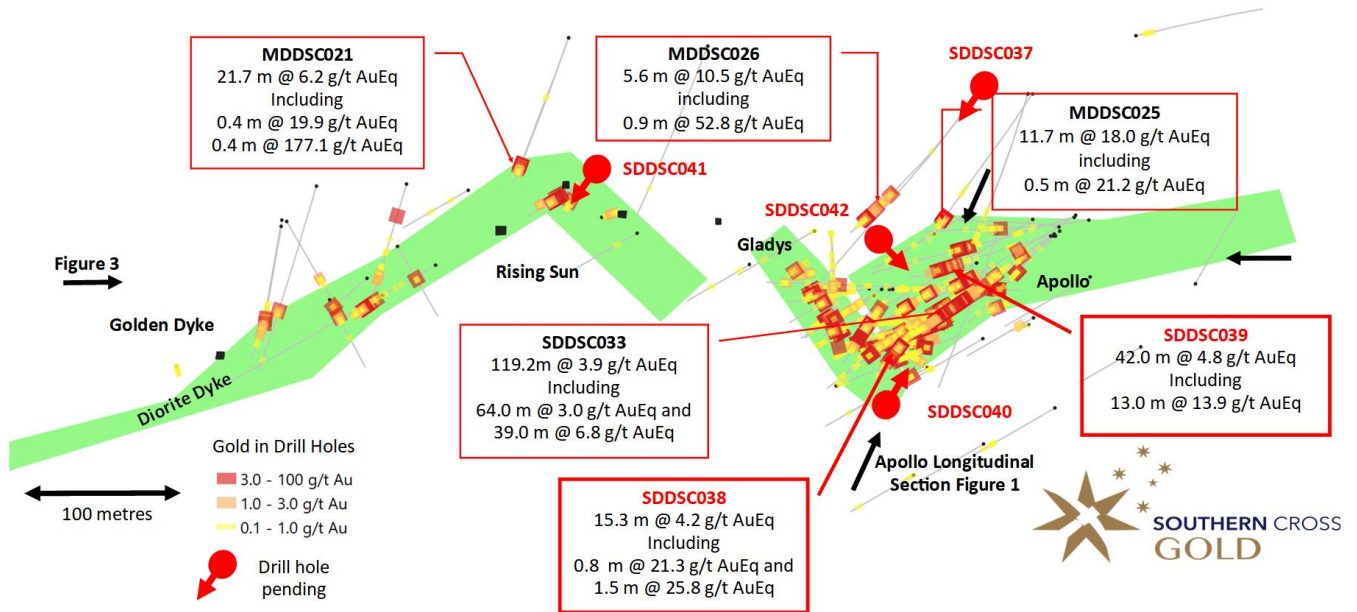 MDDSC021
21.7 m @ 6.2 g/t AuEq
Including
0.4 m @ 19.9 g/t AuEq
0.4 m @ 177.1 g/t AuEq
MDDSC026
5.6 m @ 10.5 g/t AuEq
including
0.9 m @ 52.8 g/t AuEq
SDDSC037
MDDSC025
11.7 m @ 18.0 g/t AuEq
including
0.5 m @ 21.2 g/t AuEq
SDDSC041
SDDSC042
Gladys
Rising Sun
Apollo
Figure 3
Golden Dyke
Diorite Dyke
SDDSC033
119.2m @ 3.9 g/t AuEq
Including
64.0 m @ 3.0 g/t AuEq and
39.0 m @ 6.8 g/t AuEq
SDDSC039
42.0 m @ 4.8 g/t AuEq
Including
13.0 m @ 13.9 g/t AuEq
SDDSC040
Apollo Longitudinal
Section Figure 1
SDDSC038
15.3 m @ 4.2 g/t AuEq
Including
0.8 m @ 21.3 g/t AuEq and
1.5 m @ 25.8 g/t AuEq
Gold in Drill Holes
3.0 - 100 g/t Au
1.0 - 3.0 g/t Au
0.1 - 1.0 g/t Au
100 metres
Drill hole
pending
SOUTHERN CROSS
GOLD